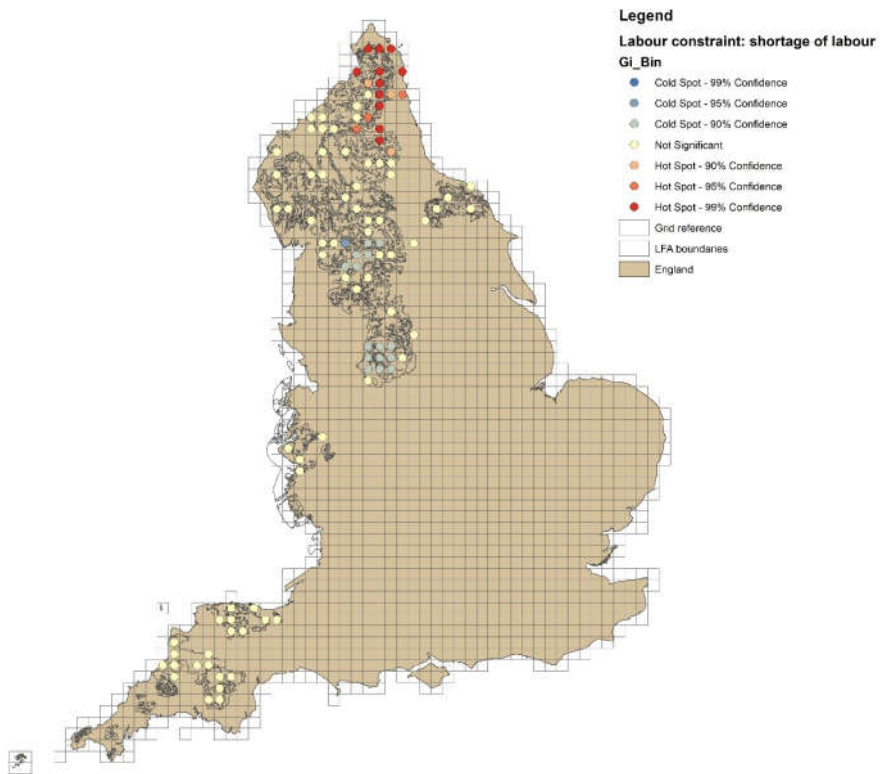 Legend
Labour constraint: shortage of labour
Gi_Bin
Cold Spot - 99% Confidence
Cold Spot - 95% Confidence
Cold Spot - 90% Confidence
Not Significant
Hot Spot - 90% Confidence
Hot Spot - 95% Confidence
Hot Spot - 99% Confidence
Grid reference
LFA boundaries
England